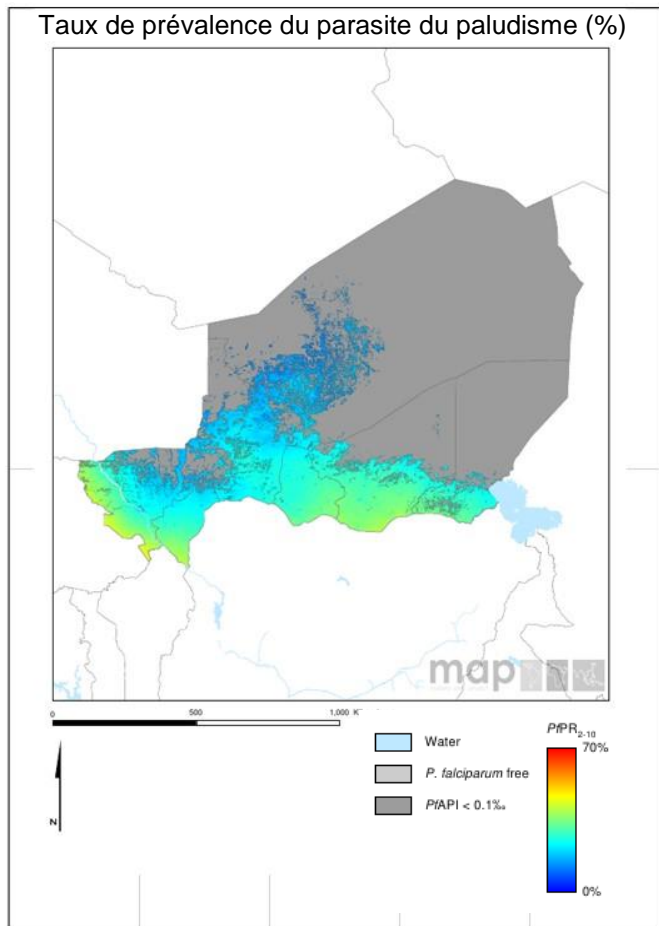 Taux de prévalence du parasite du paludisme (%)
map
0 500 1,000 K
Water
P. falciparum free
PfAPI < 0.1‰
PfPR2-10
70%
0%
N